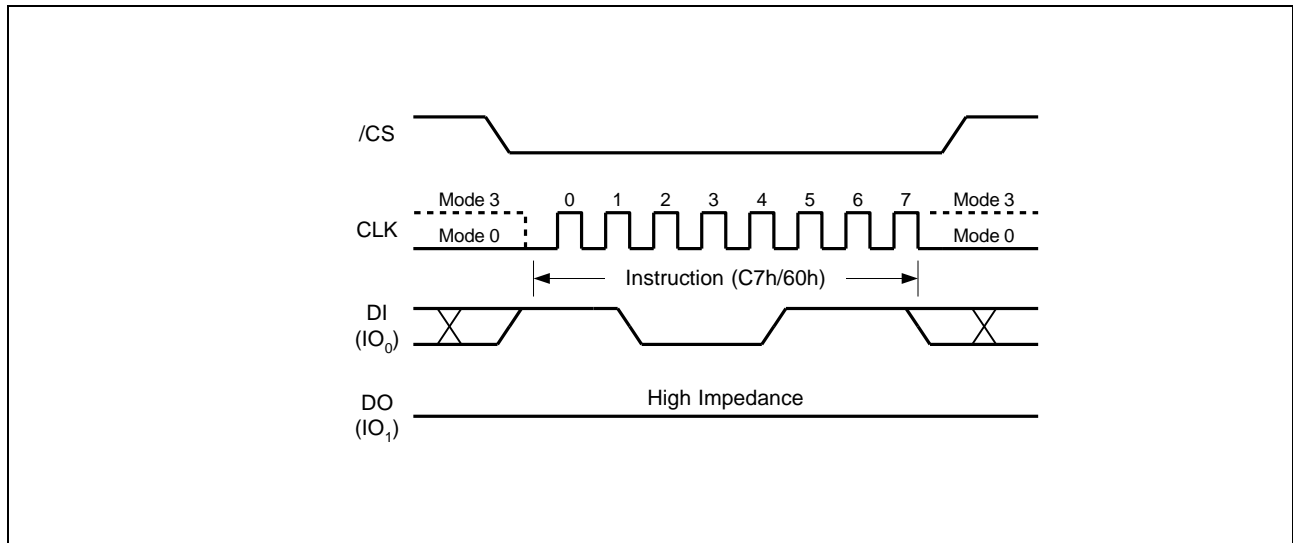 /CS
Mode 3 0 1 2 3 4 5 6 7 Mode 3
CLK
Mode 0 Mode 0
Instruction (C7h/60h)
DI
(IO₀)
High Impedance
DO
(IO₁)